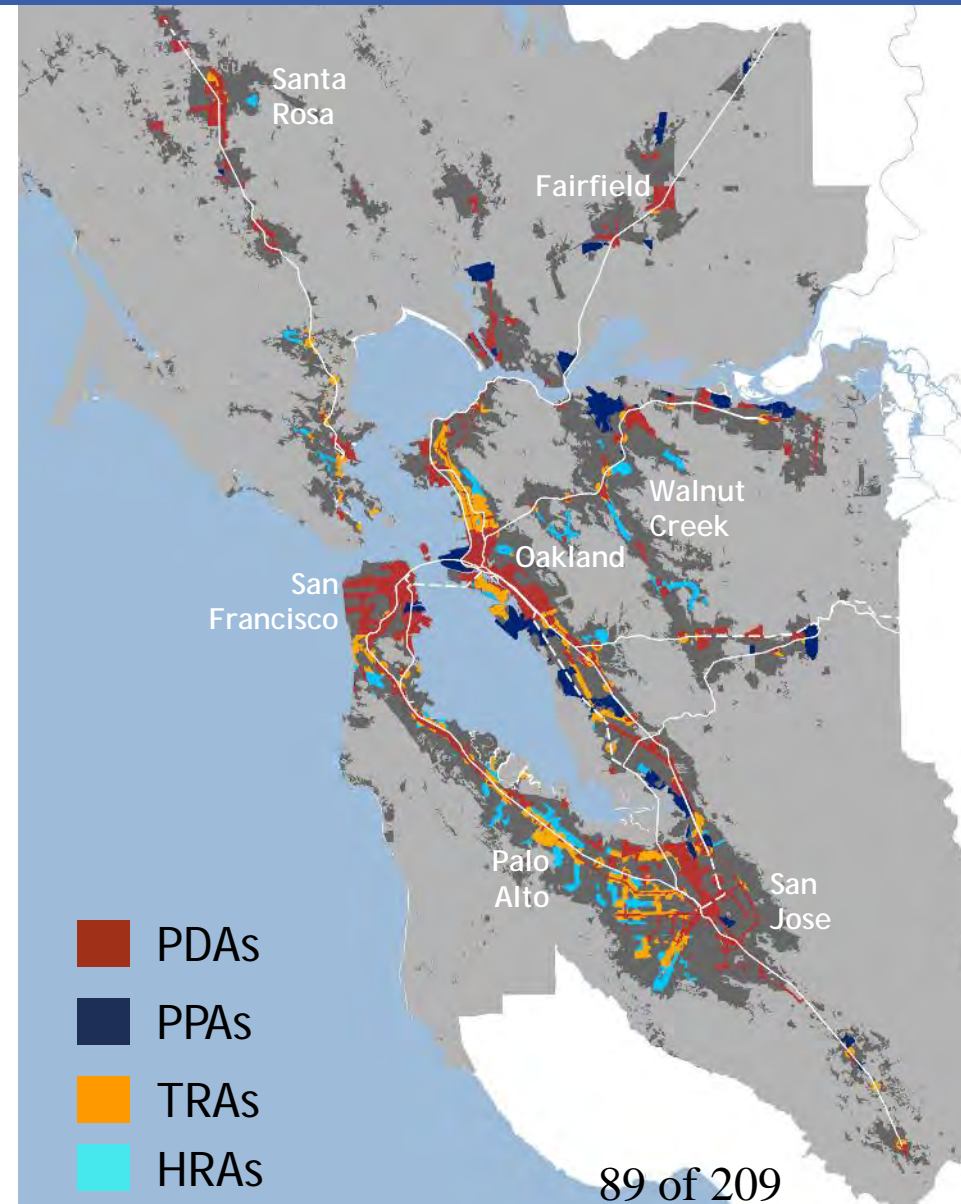 Santa
Rosa
Fairfield
Walnut
Creek
Oakland
San
Francisco
Palo
Alto
San
Jose
PDAs
PPAs
TRAs
HRAs
89 of 209